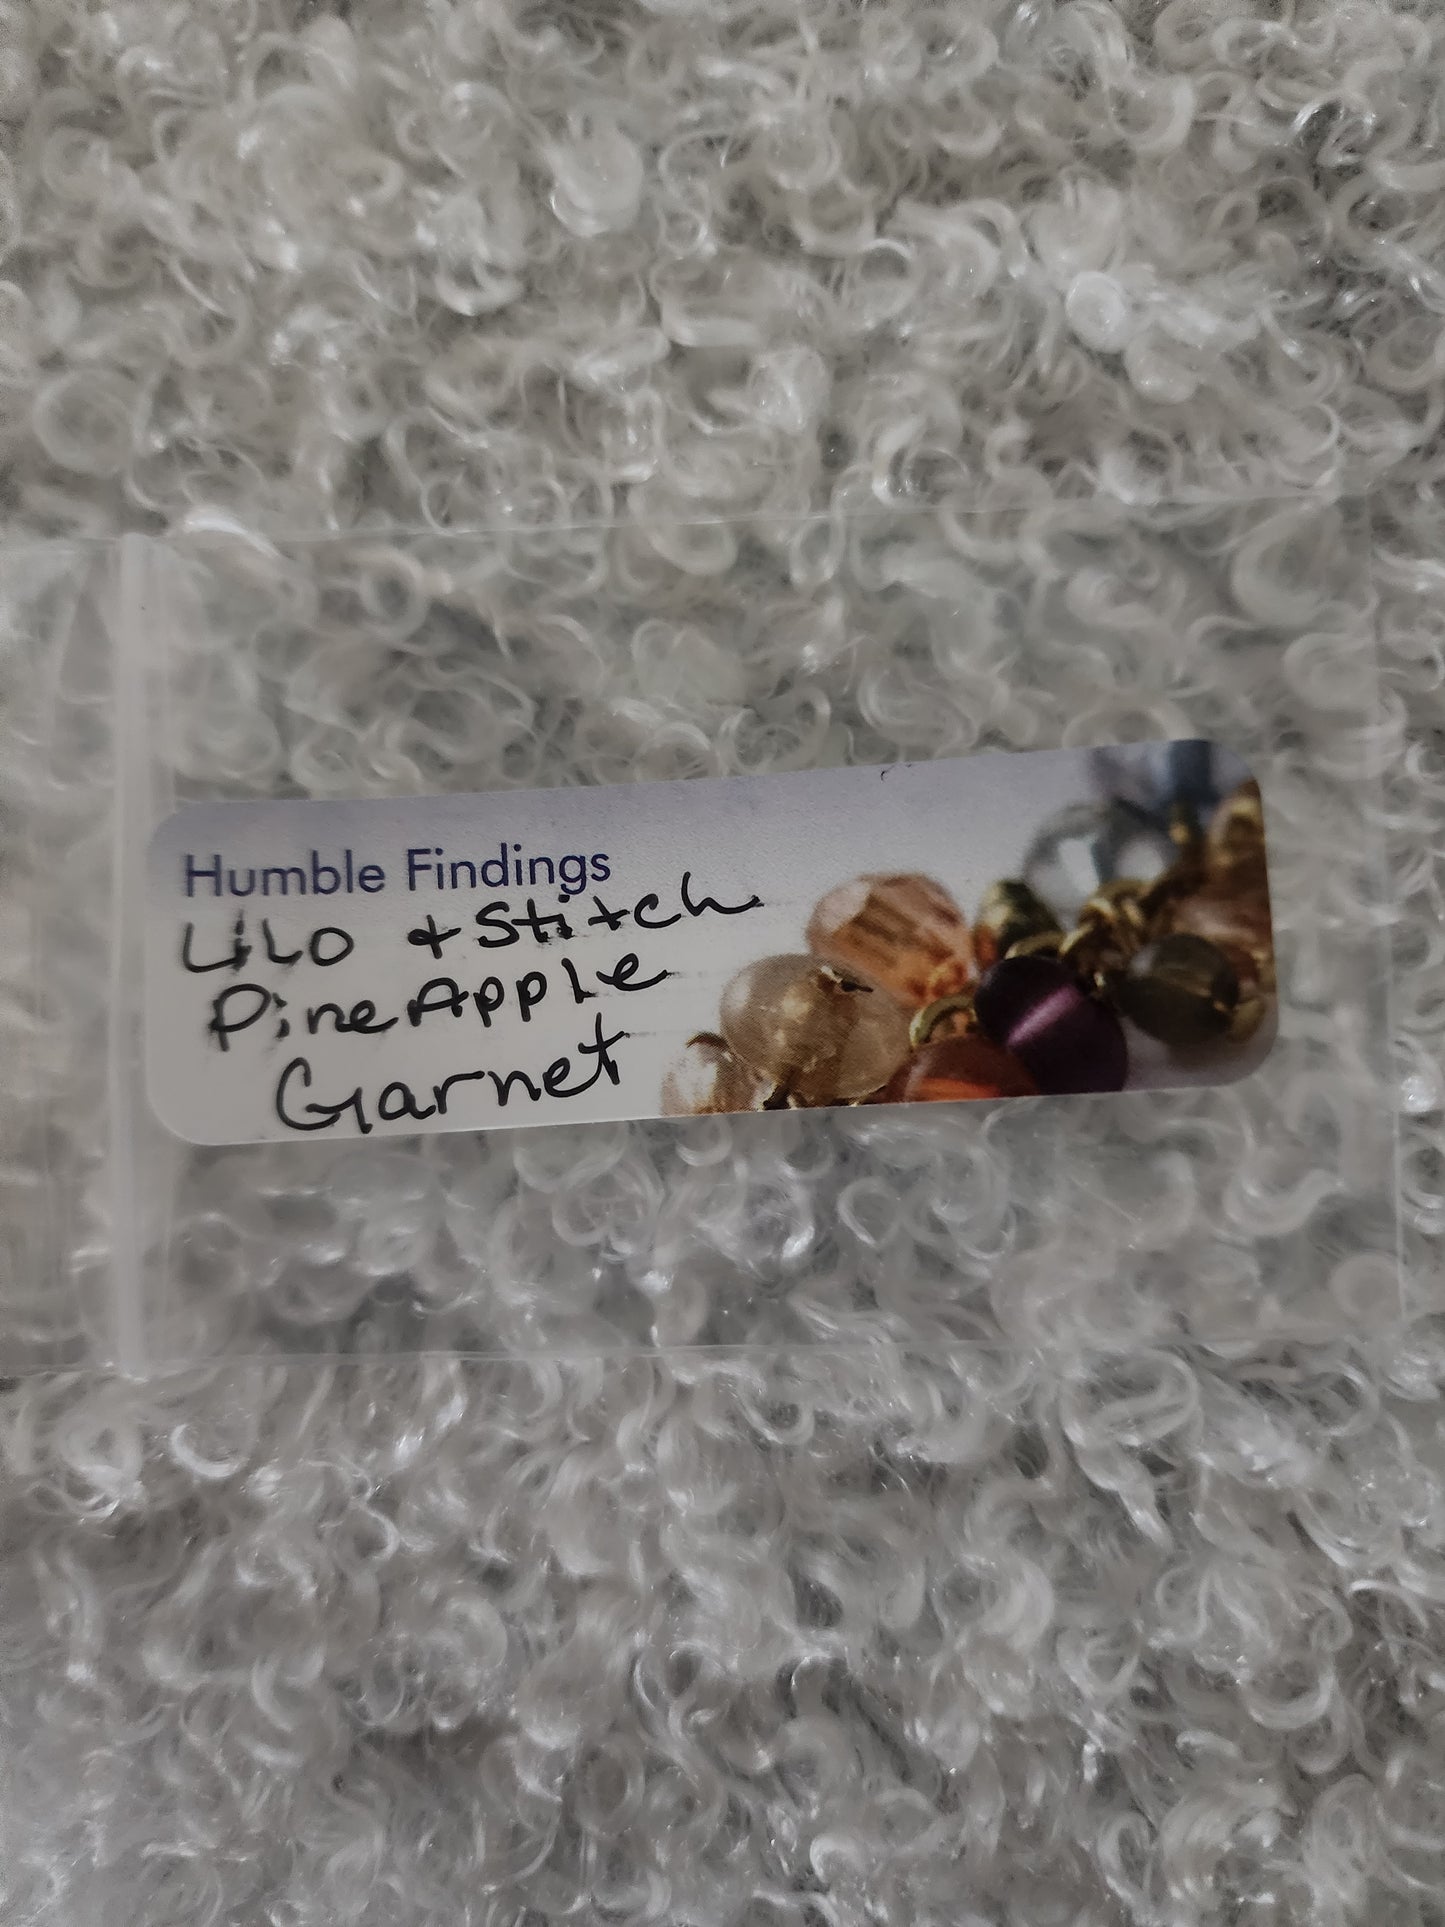 Humble Findings
LiLO + Stitch
PineApple
Garnet